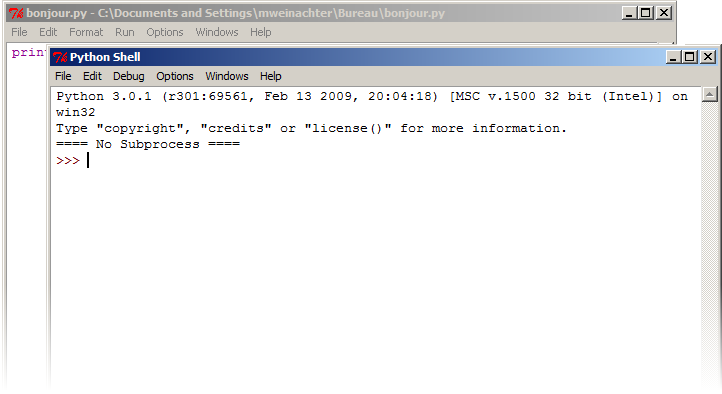 bonjour.py - C:\Documents and Settings\mweinachter\Bureau\bonjour.py
File Edit Format Run Options Windows Help
Python Shell
File Edit Debug Options Windows Help
Python 3.0.1 (r301:69561, Feb 13 2009, 20:04:18) [MSC v.1500 32 bit (Intel)] on
win32
Type "copyright", "credits" or "license()" for more information.
==== No Subprocess ====
>>>